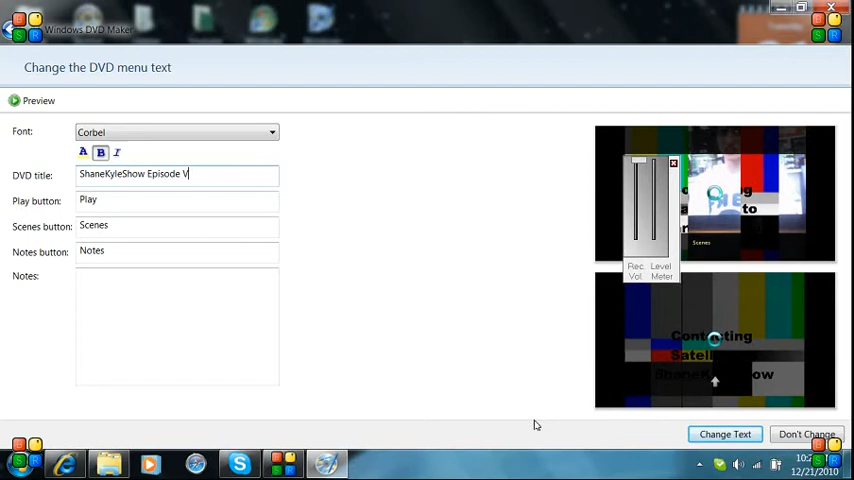 Windows DVD Maker
Change the DVD menu text
Preview
Font: Corbel
A B I
DVD title: ShaneKyleShow Episode V
Play button: Play
Scenes button: Scenes
Notes button: Notes
Notes:
Scenes
Rec. Level
Vol. Meter
Contacting
Change Text Don't Change
12/21/2010